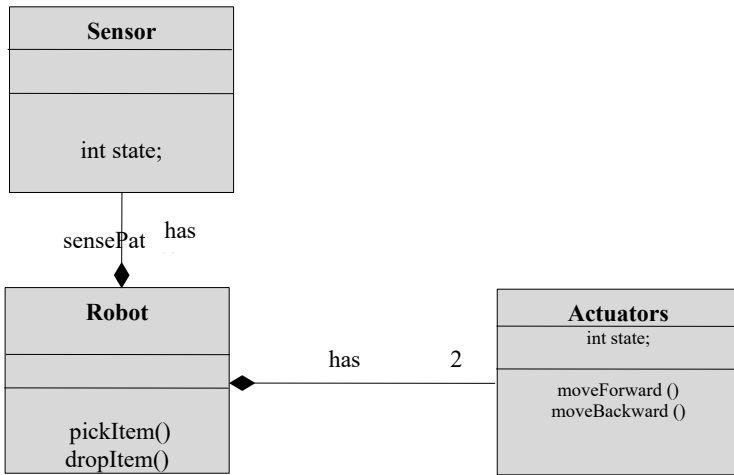 Sensor
int state;
sensePat has
Robot
pickItem()
dropItem()
has 2
Actuators
int state;
moveForward ()
moveBackward ()